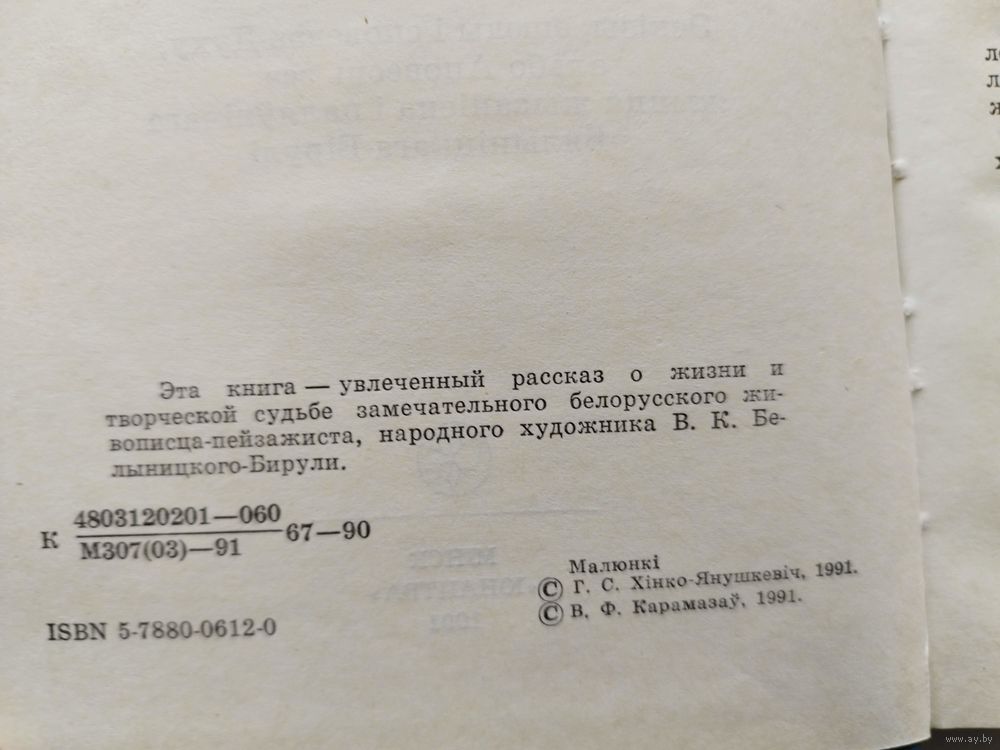 Эта книга — увлеченный рассказ о жизни и
творческой судьбе замечательного белорусского жи-
вописца-пейзажиста, народного художника В. К. Бе-
лыницкого-Бирули.
К 4803120201—060
М307(03)—91
67—90
Малюнкі
© Г. С. Хінко-Янушкевіч, 1991.
© В. Ф. Карамазаў, 1991.
ISBN 5-7880-0612-0
www.ay.by